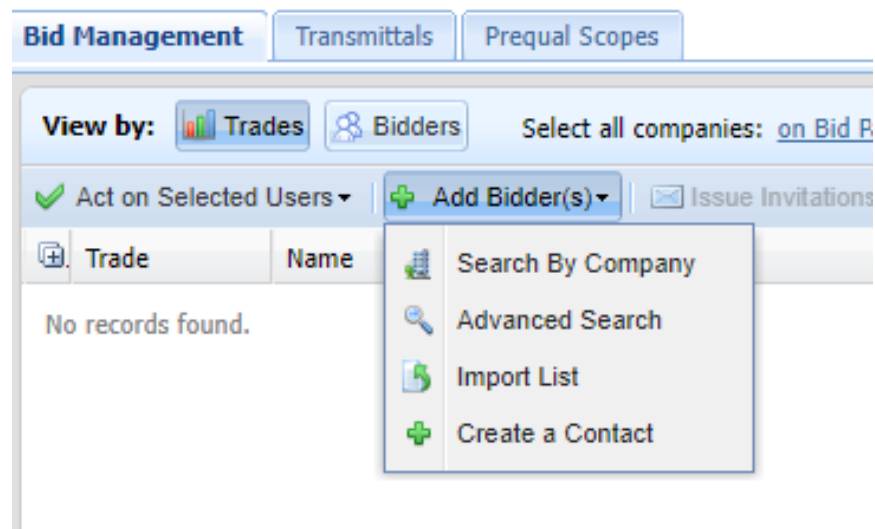 Bid Management Transmittals Prequal Scopes
View by: Trades Bidders Select all companies: on Bid
Act on Selected Users Add Bidder(s) Issue Invitations
Trade Name
No records found.
Search By Company
Advanced Search
Import List
Create a Contact